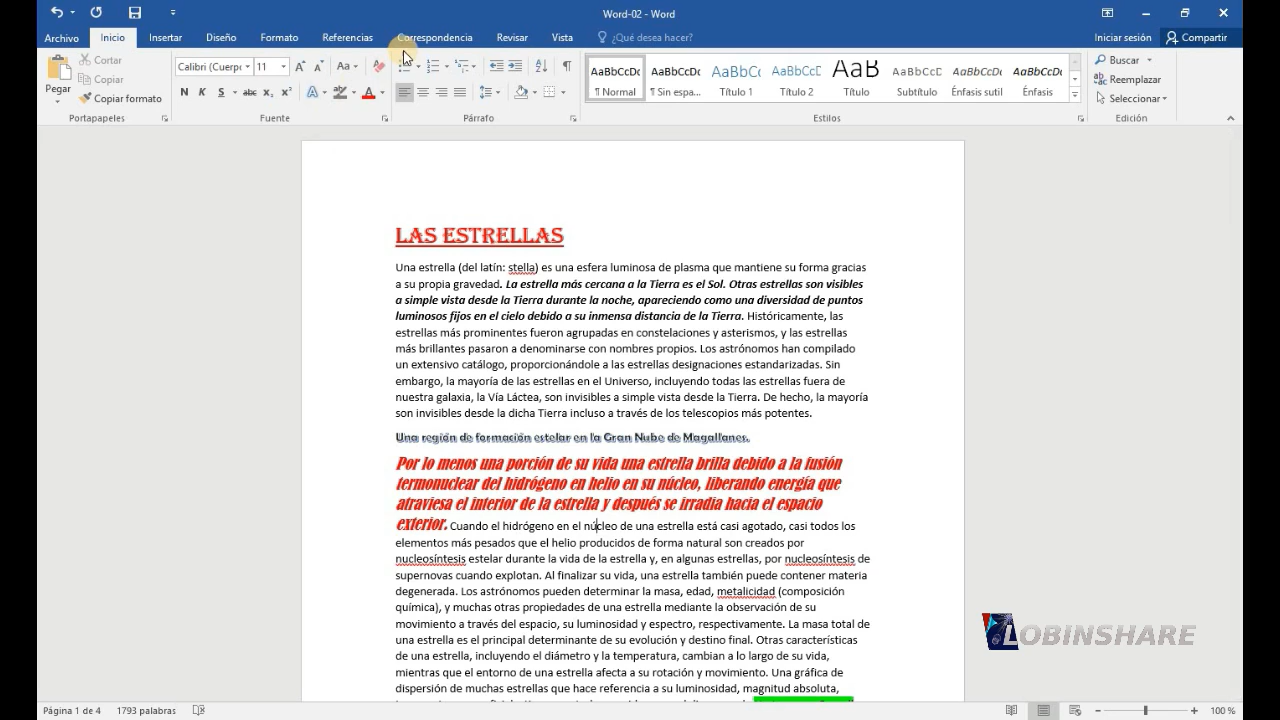 Word-02 - Word
Archivo Inicio Insertar Diseño Formato Referencias Correspondencia Revisar Vista ¿Qué desea hacer? Iniciar sesión Compartir
Pegar
Cortar
Copiar
Copiar formato
Portapapeles
Calibri (Cuerp 11
Fuente
Párrafo
AaBbCcDc AaBbCcDc AaBbCc AaBbCcD AaB AaBbCcD AaBbCcDc AaBbCcDc
¶ Normal ¶ Sin espa... Título 1 Título 2 Título Subtítulo Énfasis sutil Énfasis
Estilos
Buscar
Reemplazar
Seleccionar
Edición
LAS ESTRELLAS
Una estrella (del latín: stella) es una esfera luminosa de plasma que mantiene su forma gracias
a su propia gravedad. La estrella más cercana a la Tierra es el Sol. Otras estrellas son visibles
a simple vista desde la Tierra durante la noche, apareciendo como una diversidad de puntos
luminosos fijos en el cielo debido a su inmensa distancia de la Tierra. Históricamente, las
estrellas más prominentes fueron agrupadas en constelaciones y asterismos, y las estrellas
más brillantes pasaron a denominarse con nombres propios. Los astrónomos han compilado
un extensivo catálogo, proporcionándole a las estrellas designaciones estandarizadas. Sin
embargo, la mayoría de las estrellas en el Universo, incluyendo todas las estrellas fuera de
nuestra galaxia, la Vía Láctea, son invisibles a simple vista desde la Tierra. De hecho, la mayoría
son invisibles desde la dicha Tierra incluso a través de los telescopios más potentes.
Una región de formación estelar en la Gran Nube de Magallanes.
Por lo menos una porción de su vida una estrella brilla debido a la fusión
termonuclear del hidrógeno en helio en su núcleo, liberando energía que
atraviesa el interior de la estrella y después se irradia hacia el espacio
exterior. Cuando el hidrógeno en el núcleo de una estrella está casi agotado, casi todos los
elementos más pesados que el helio producidos de forma natural son creados por
nucleosíntesis estelar durante la vida de la estrella y, en algunas estrellas, por nucleosíntesis de
supernovas cuando explotan. Al finalizar su vida, una estrella también puede contener materia
degenerada. Los astrónomos pueden determinar la masa, edad, metalicidad (composición
química), y muchas otras propiedades de una estrella mediante la observación de su
movimiento a través del espacio, su luminosidad y espectro, respectivamente. La masa total de
una estrella es el principal determinante de su evolución y destino final. Otras características
de una estrella, incluyendo el diámetro y la temperatura, cambian a lo largo de su vida,
mientras que el entorno de una estrella afecta a su rotación y movimiento. Una gráfica de
dispersión de muchas estrellas que hace referencia a su luminosidad, magnitud absoluta,
LOBINSHARE
Página 1 de 4 1793 palabras 100 %